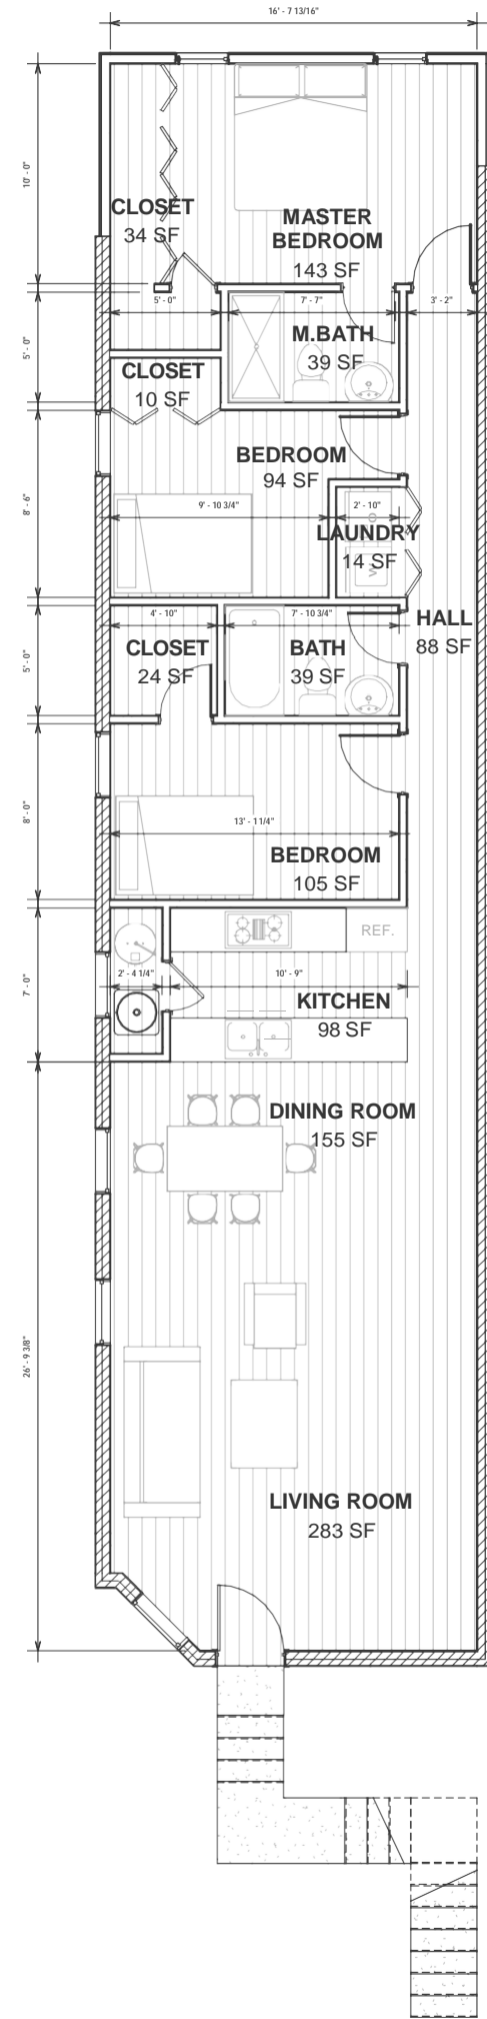 16' - 7 13/16"
10' - 0"
CLOSET
34 SF
MASTER
BEDROOM
143 SF
5' - 0"
7' - 7"
3' - 2"
5' - 0"
M.BATH
39 SF
CLOSET
10 SF
BEDROOM
94 SF
8' - 6"
9' - 10 3/4"
2' - 10"
LAUNDRY
14 SF
4' - 10"
7' - 10 3/4"
HALL
88 SF
5' - 0"
CLOSET
24 SF
BATH
39 SF
8' - 0"
13' - 1 1/4"
BEDROOM
105 SF
REF.
7' - 0"
2' - 4 1/4"
10' - 9"
KITCHEN
98 SF
DINING ROOM
155 SF
26' - 9 3/8"
LIVING ROOM
283 SF